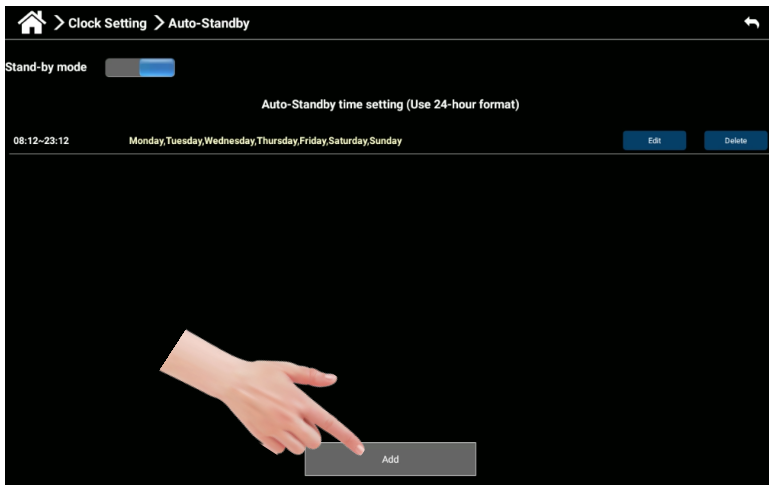 Clock Setting Auto-Standby
Stand-by mode
Auto-Standby time setting (Use 24-hour format)
08:12~23:12 Monday,Tuesday,Wednesday,Thursday,Friday,Saturday,Sunday Edit Delete
Add